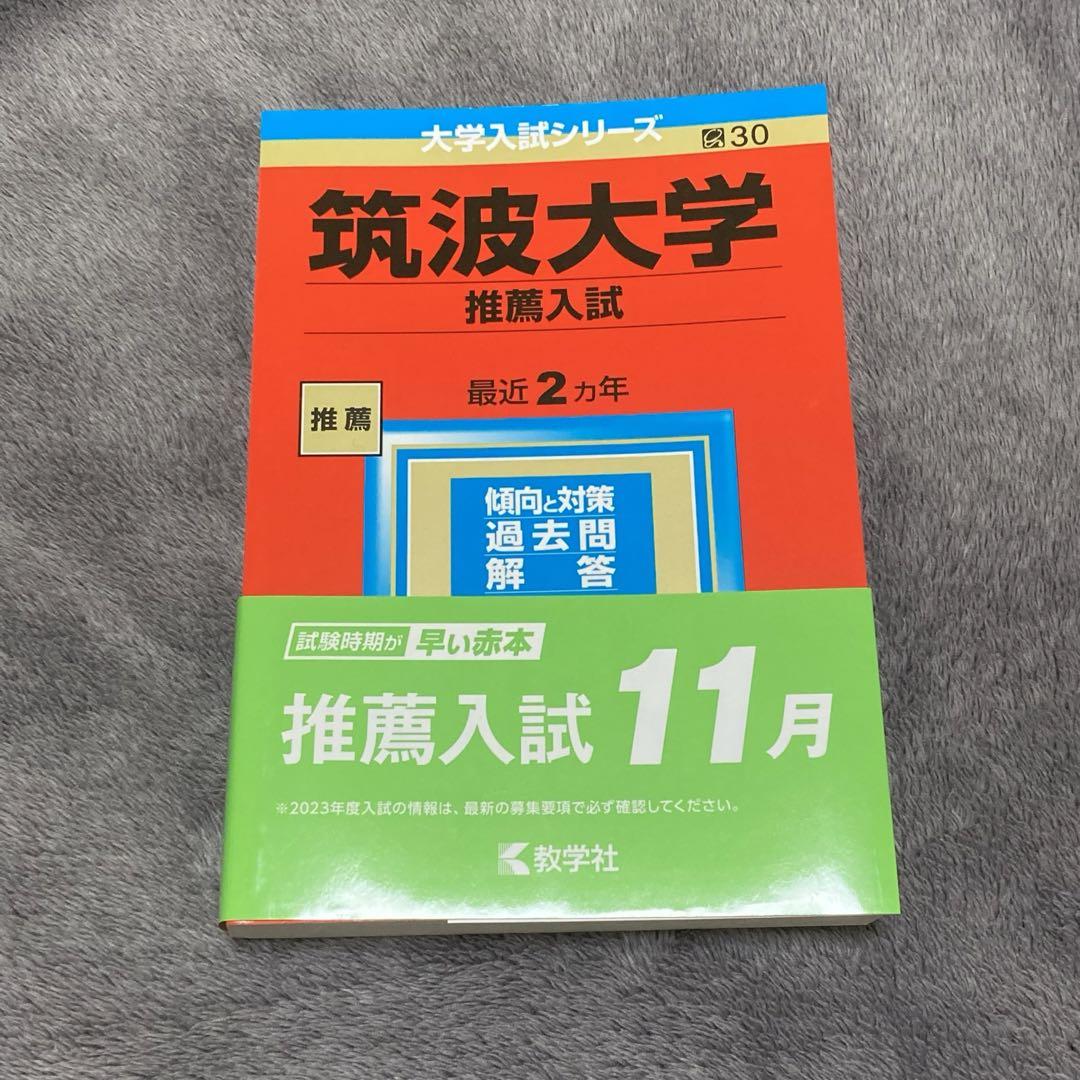 大学入試シリーズ
30
筑波大学
推薦入試
最近2カ年
推薦
傾向と対策
過去問
解答
試験時期が 早い赤本
推薦入試 11月
※2023年度入試の情報は、最新の募集要項で必ず確認してください。
教学社